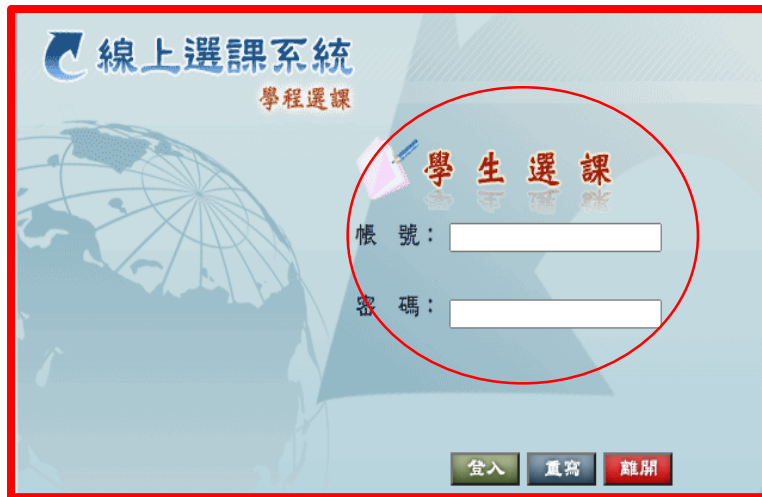 線上選課系統
學程選課
學生選課
帳 號：
密 碼：
登入 重寫 離開